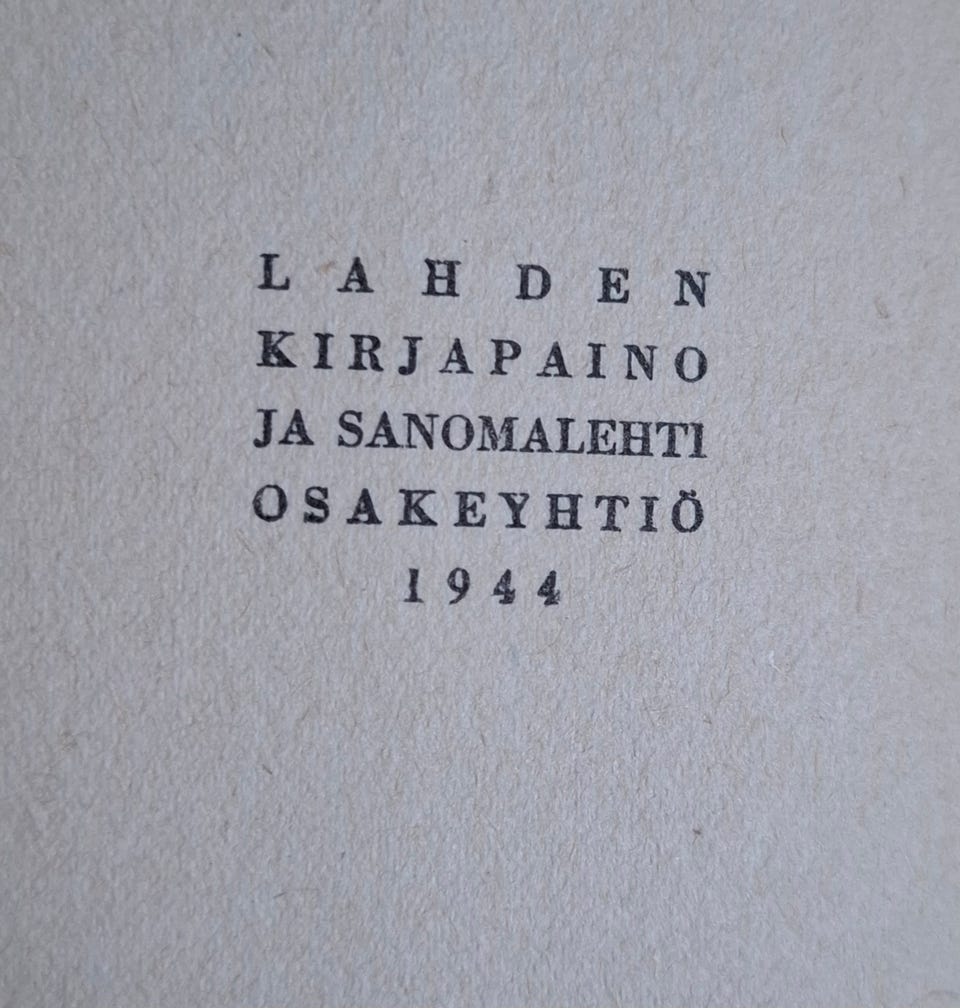 LAHDEN
KIRJAPAINO
JA SANOMALEHTI
OSAKEYHTIÖ
1944